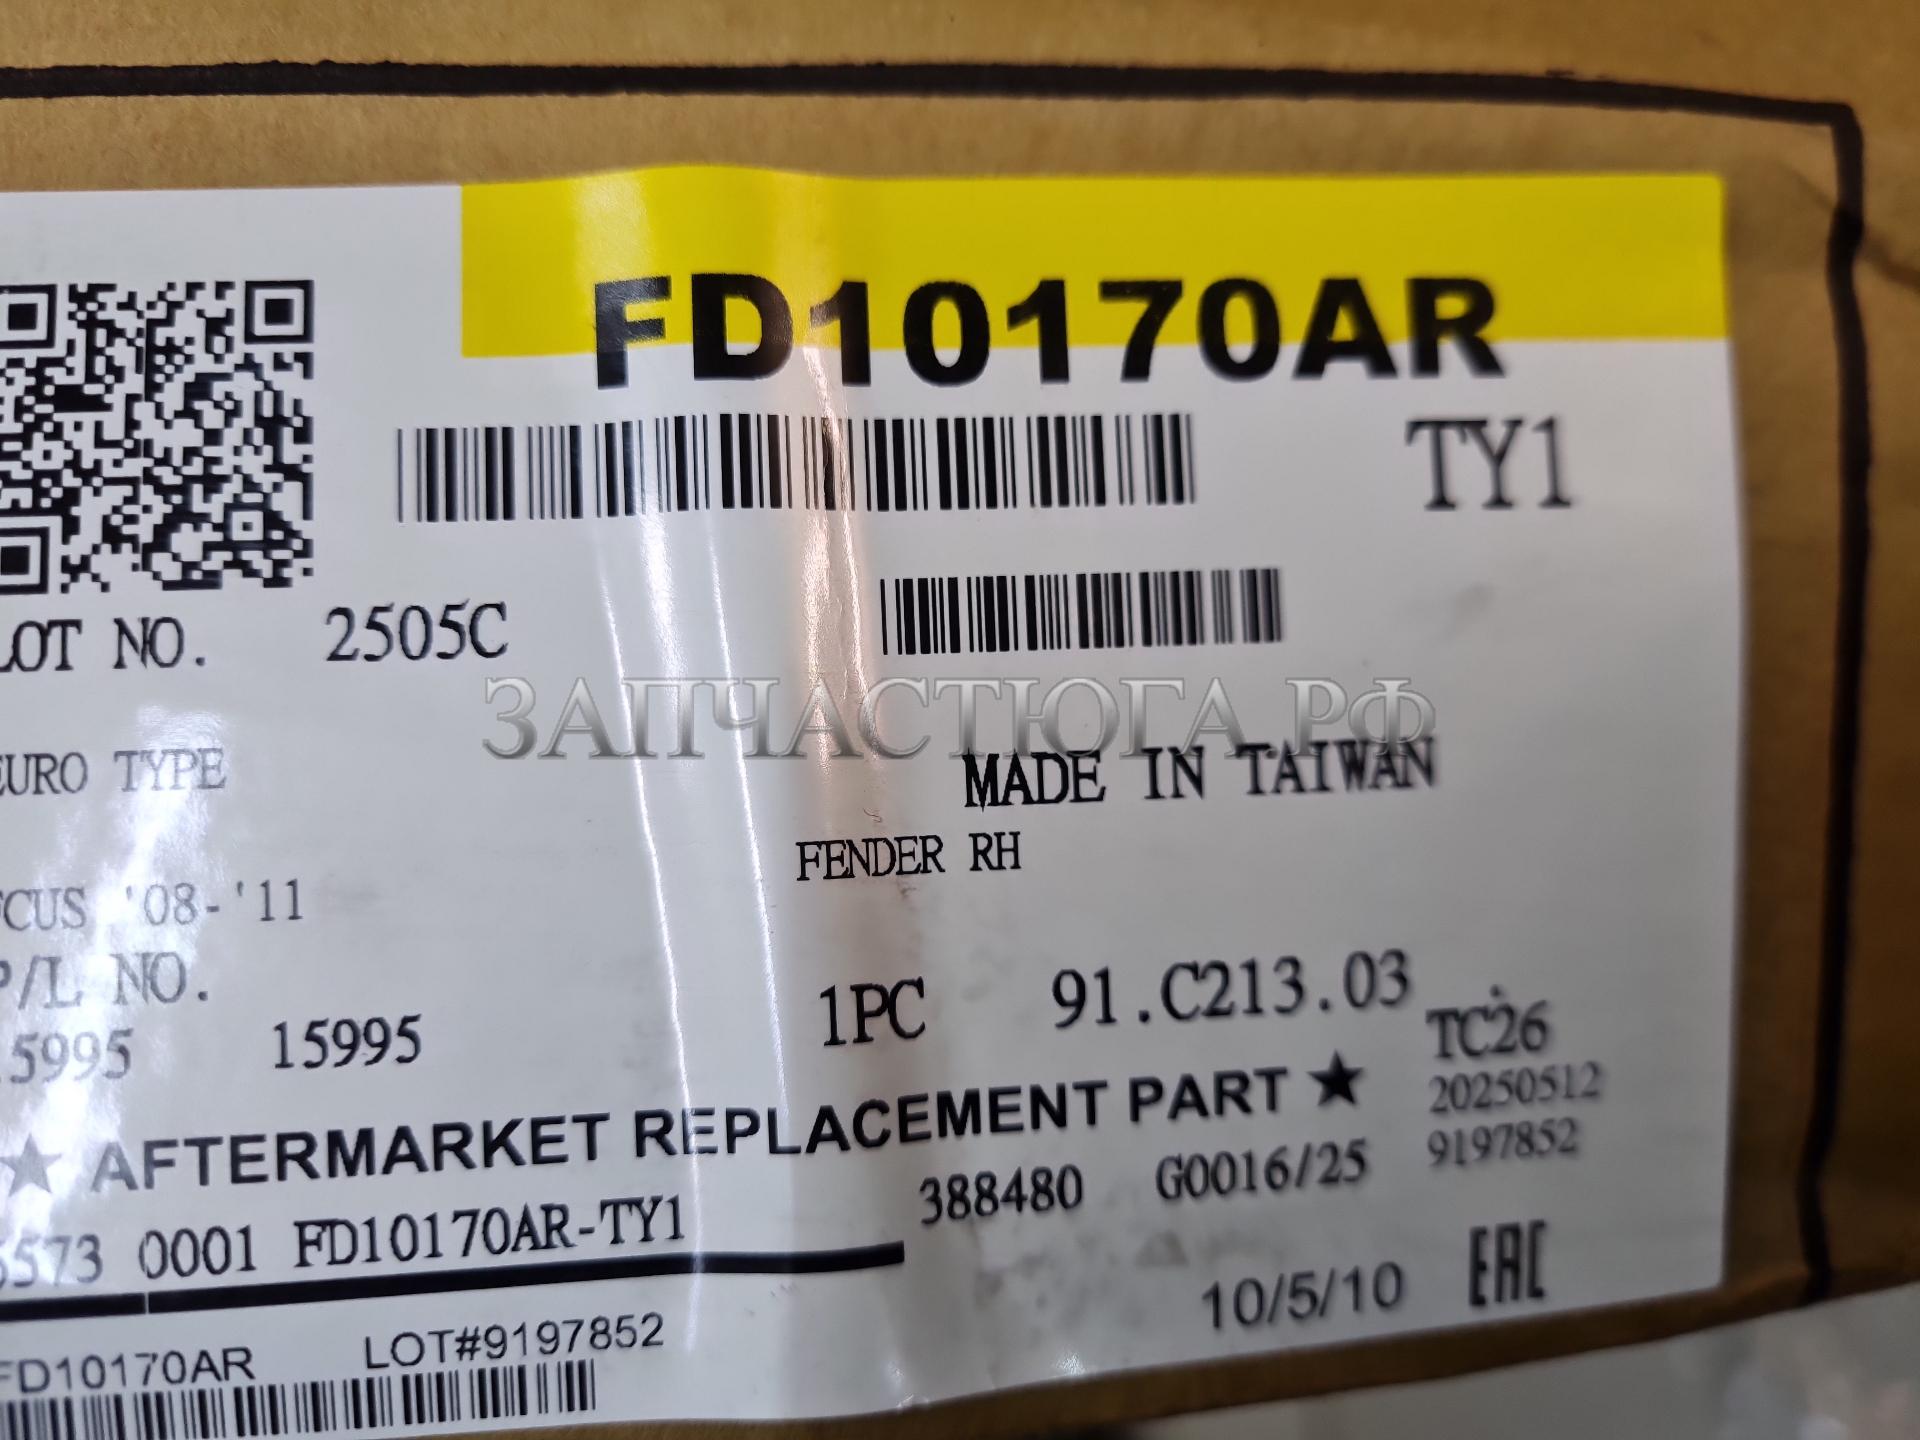 FD10170AR
TY1
LOT NO. 2505C
ЗАПЧАСТЮГА.РФ
EURO TYPE
MADE IN TAIWAN
FENDER RH
'08-'11
P/L NO.
15995 15995
1PC 91.C213.03
TC26
★ AFTERMARKET REPLACEMENT PART ★
20250512
9197852
573 0001 FD10170AR-TY1
388480 G0016/25
10/5/10 EAC
FD10170AR LOT#9197852